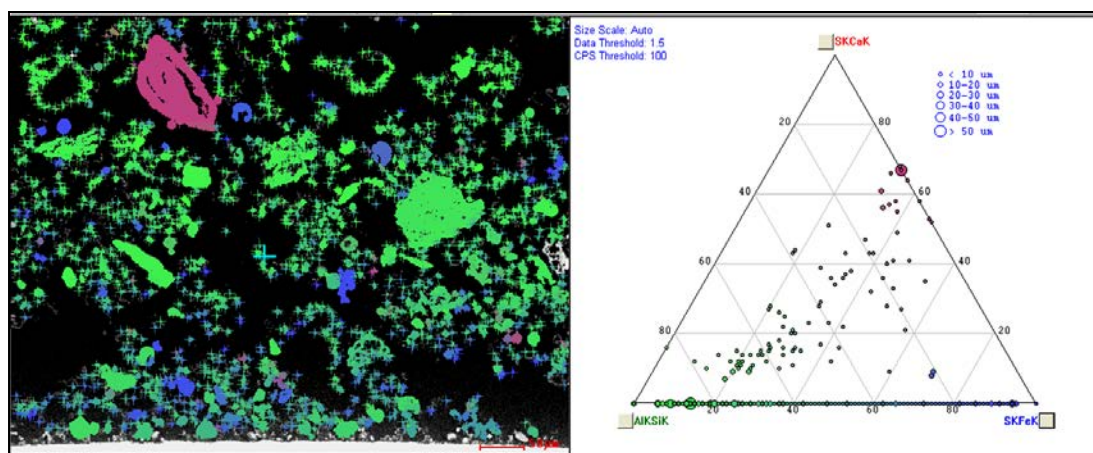 Size Scale: Auto
Data Threshold: 1.5
CPS Threshold: 100
SKCaK
< 10 um
10-20 um
20-30 um
30-40 um
40-50 um
> 50 um
20
80
40
60
60
40
80
20
20
40
60
80
AlKSiK
SKFeK